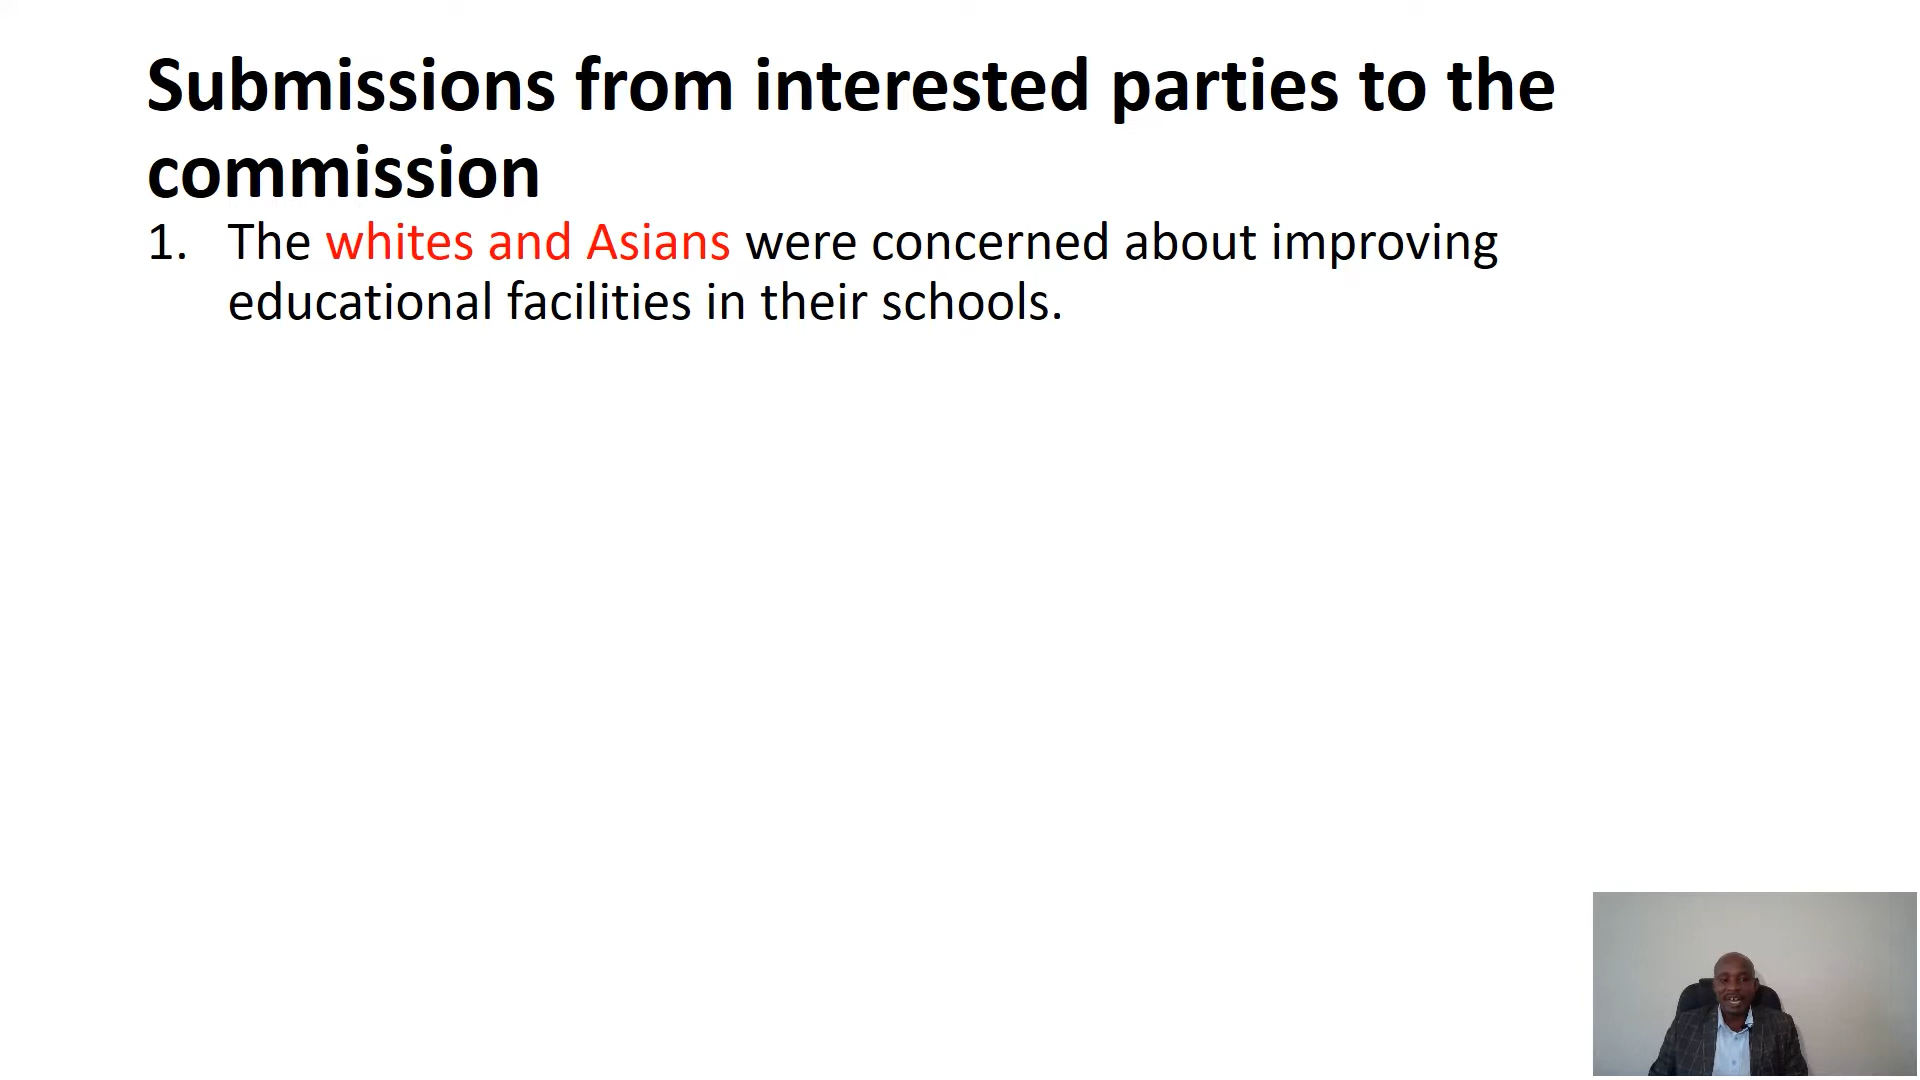 Submissions from interested parties to the
commission
1. The whites and Asians were concerned about improving
educational facilities in their schools.